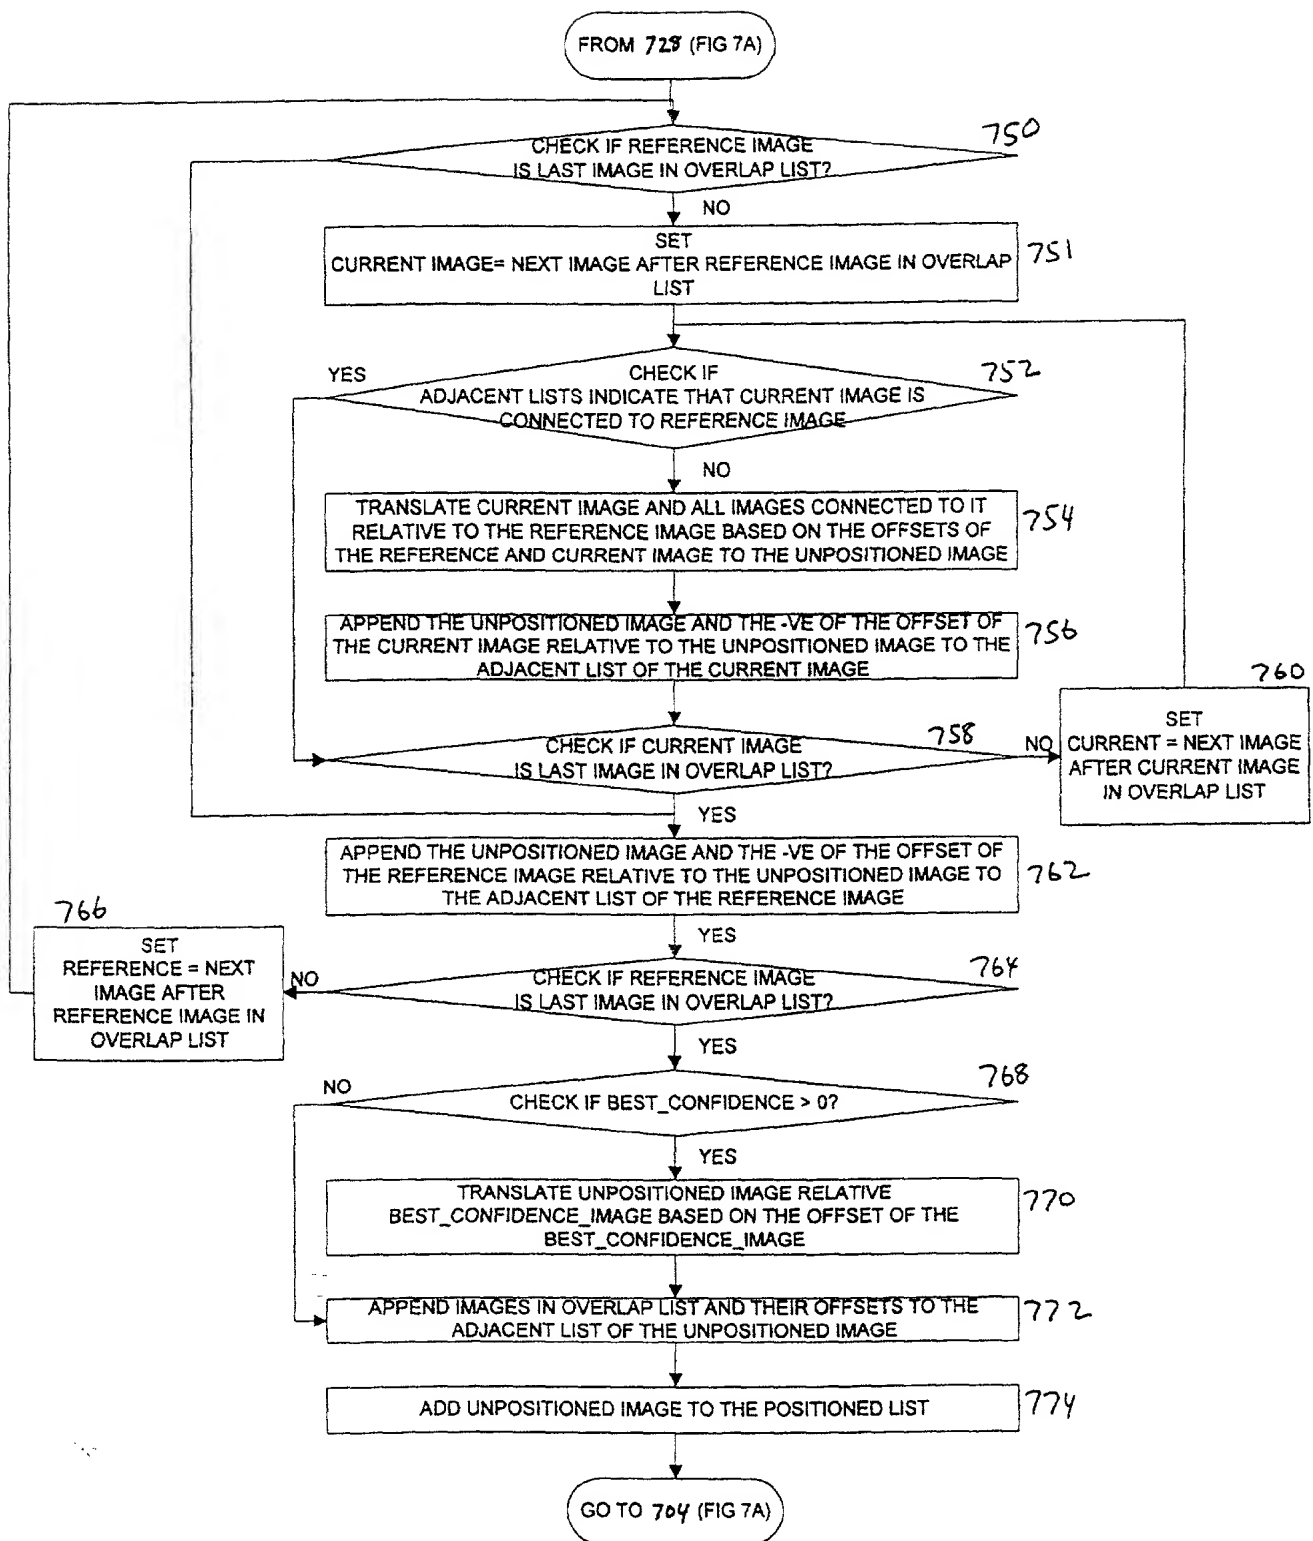 FROM 728 (FIG 7A)
750
CHECK IF REFERENCE IMAGE
IS LAST IMAGE IN OVERLAP LIST?
NO
SET
CURRENT IMAGE= NEXT IMAGE AFTER REFERENCE IMAGE IN OVERLAP
LIST
751
YES
CHECK IF
ADJACENT LISTS INDICATE THAT CURRENT IMAGE IS
CONNECTED TO REFERENCE IMAGE
752
NO
TRANSLATE CURRENT IMAGE AND ALL IMAGES CONNECTED TO IT
RELATIVE TO THE REFERENCE IMAGE BASED ON THE OFFSETS OF
THE REFERENCE AND CURRENT IMAGE TO THE UNPOSITIONED IMAGE
754
APPEND THE UNPOSITIONED IMAGE AND THE -VE OF THE OFFSET OF
THE CURRENT IMAGE RELATIVE TO THE UNPOSITIONED IMAGE TO THE
ADJACENT LIST OF THE CURRENT IMAGE
756
CHECK IF CURRENT IMAGE
IS LAST IMAGE IN OVERLAP LIST?
758
NO
760
SET
CURRENT = NEXT IMAGE
AFTER CURRENT IMAGE
IN OVERLAP LIST
YES
APPEND THE UNPOSITIONED IMAGE AND THE -VE OF THE OFFSET OF
THE REFERENCE IMAGE RELATIVE TO THE UNPOSITIONED IMAGE TO
THE ADJACENT LIST OF THE REFERENCE IMAGE
762
YES
766
SET
REFERENCE = NEXT
IMAGE AFTER
REFERENCE IMAGE IN
OVERLAP LIST
NO
CHECK IF REFERENCE IMAGE
IS LAST IMAGE IN OVERLAP LIST?
764
YES
NO
CHECK IF BEST_CONFIDENCE > 0?
768
YES
TRANSLATE UNPOSITIONED IMAGE RELATIVE
BEST_CONFIDENCE_IMAGE BASED ON THE OFFSET OF THE
BEST_CONFIDENCE_IMAGE
770
APPEND IMAGES IN OVERLAP LIST AND THEIR OFFSETS TO THE
ADJACENT LIST OF THE UNPOSITIONED IMAGE
772
ADD UNPOSITIONED IMAGE TO THE POSITIONED LIST
774
GO TO 704 (FIG 7A)